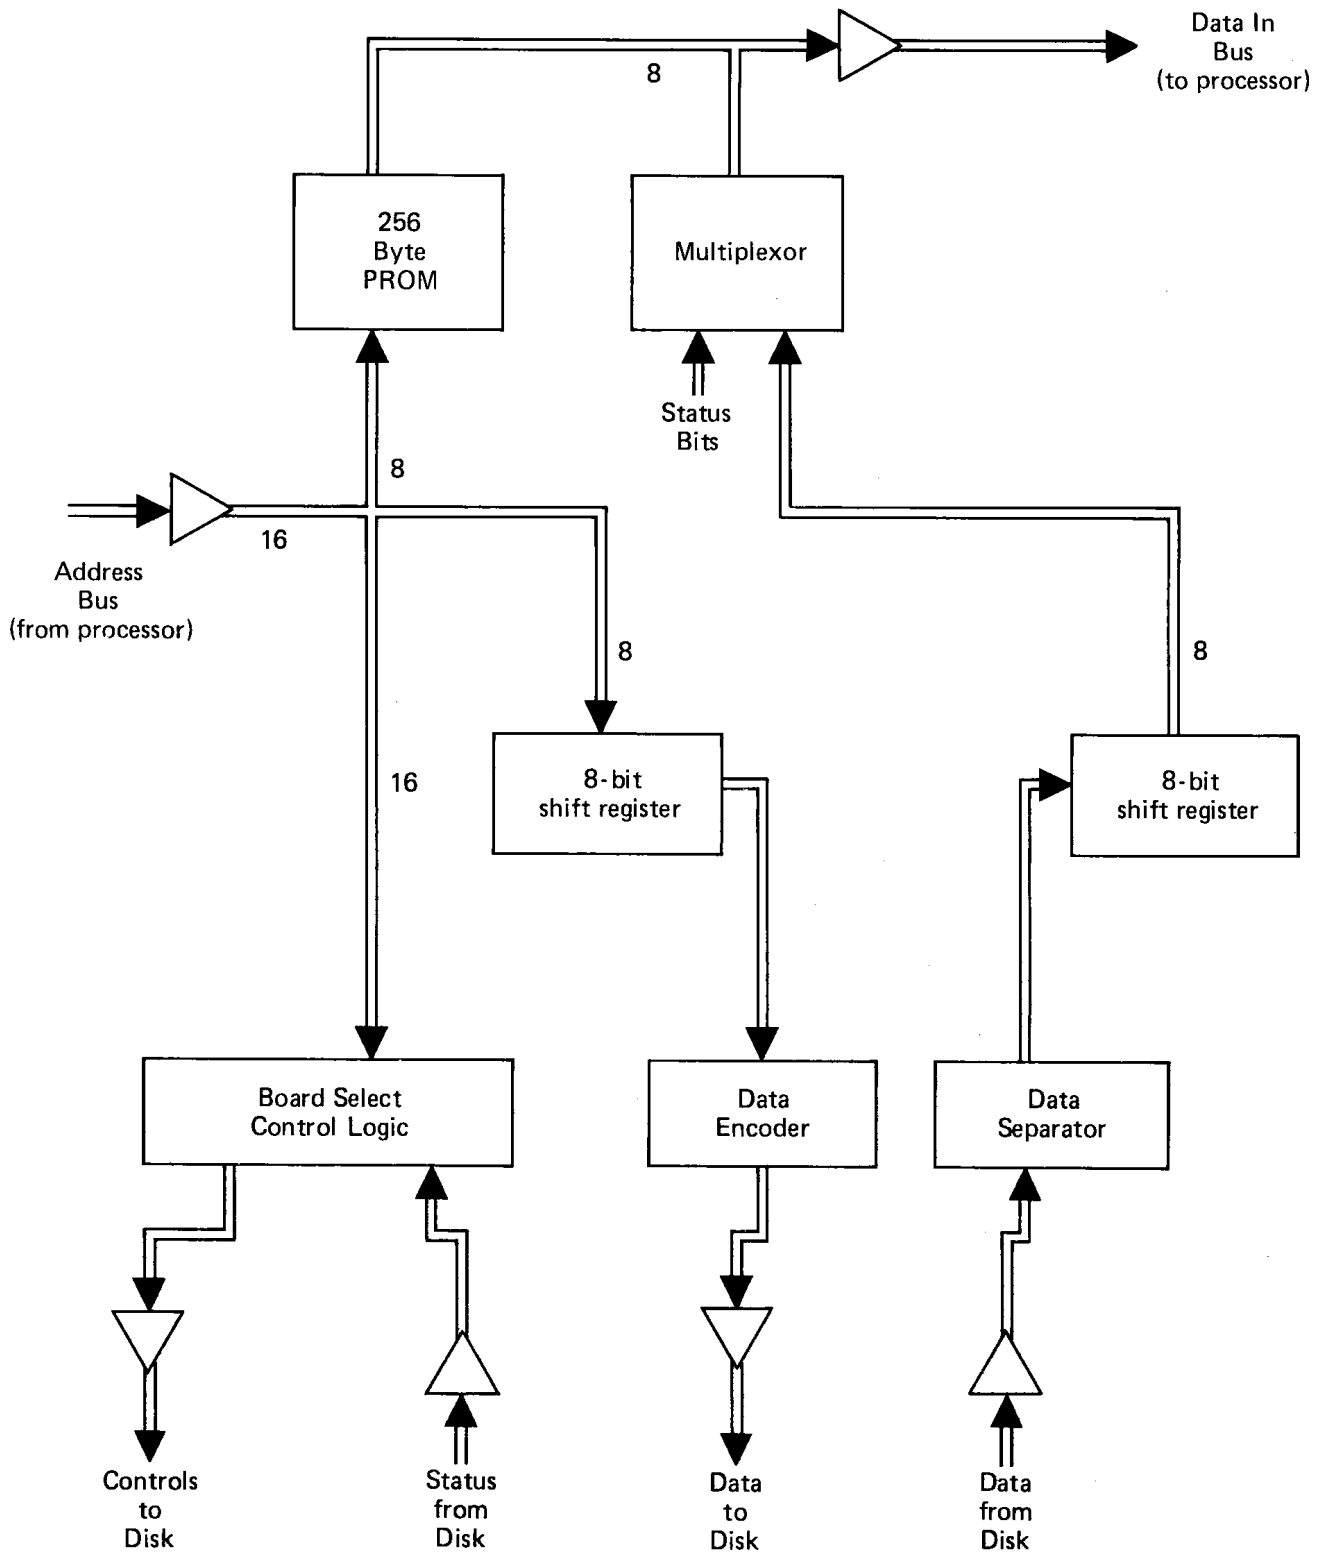 Data In
Bus
(to processor)
8
256
Byte
PROM
Multiplexor
Status
Bits
8
16
Address
Bus
(from processor)
8
8
16
8-bit
shift register
8-bit
shift register
Board Select
Control Logic
Data
Encoder
Data
Separator
Controls
to
Disk
Status
from
Disk
Data
to
Disk
Data
from
Disk